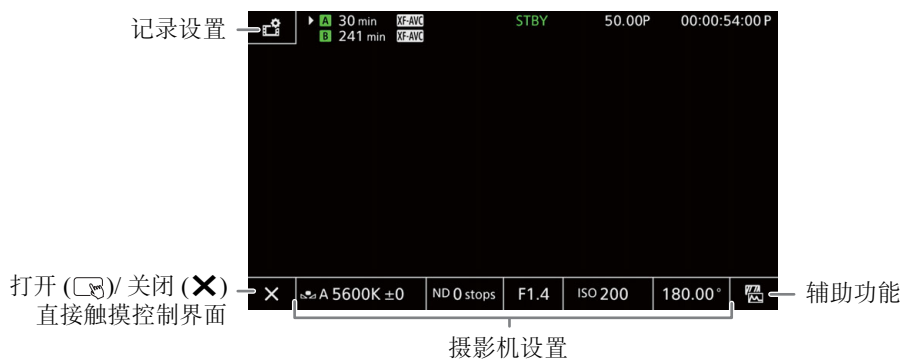 记录设置
A 30 min XF-AVC STBY 50.00P 00:00:54:00 P
B 241 min XF-AVC
打开 ( )/ 关闭 (✕)
直接触摸控制界面
✕ A 5600K ±0 ND 0 stops F1.4 ISO 200 180.00°
辅助功能
摄影机设置